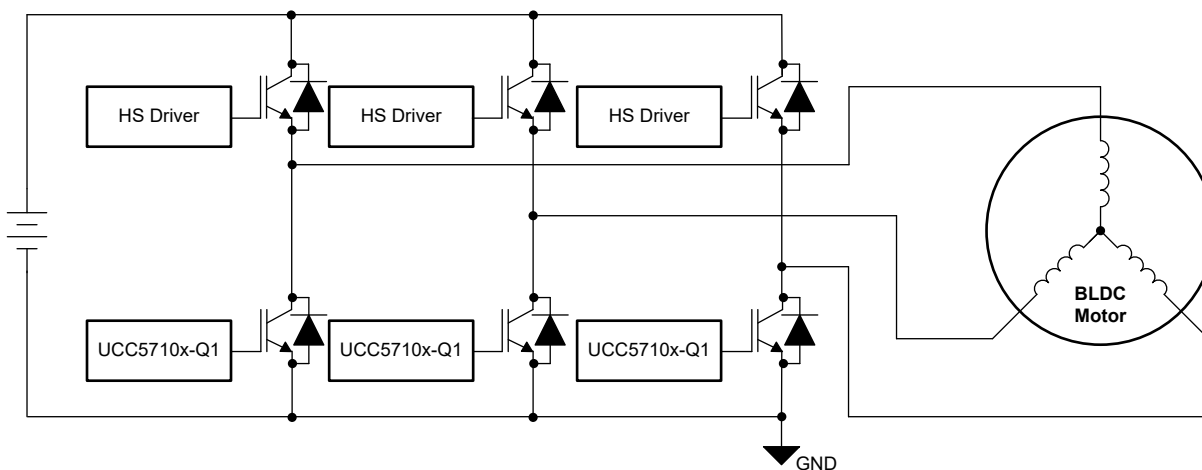 HS Driver
HS Driver
HS Driver
BLDC
Motor
UCC5710x-Q1
UCC5710x-Q1
UCC5710x-Q1
GND